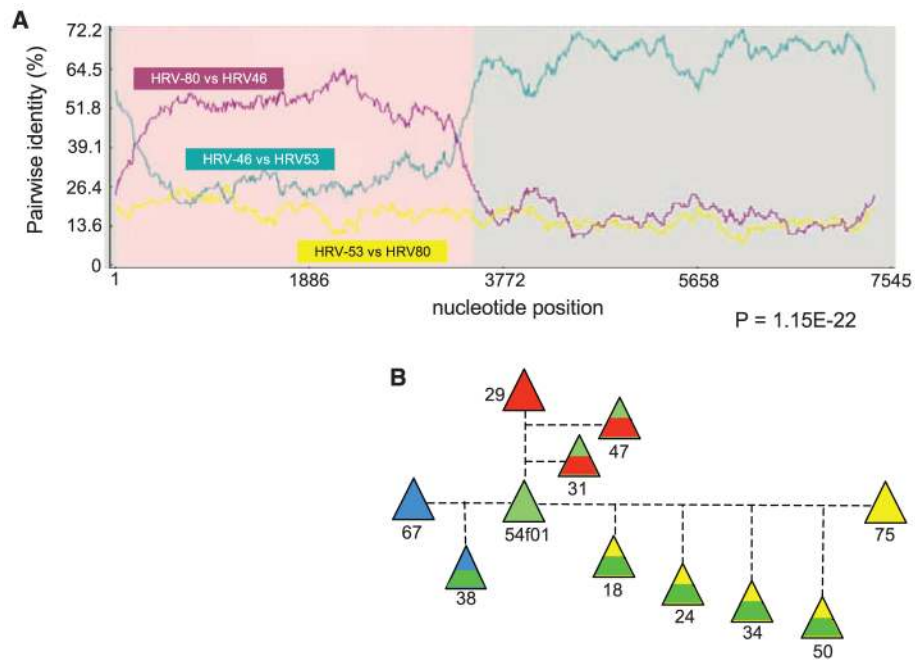 A
Pairwise identity (%)
72.2
64.5
51.8
39.1
26.4
13.6
0
HRV-80 vs HRV46
HRV-46 vs HRV53
HRV-53 vs HRV80
1 1886 3772 5658 7545
nucleotide position
P = 1.15E-22
B
29
47
31
67
54f01
75
38
18
24
34
50